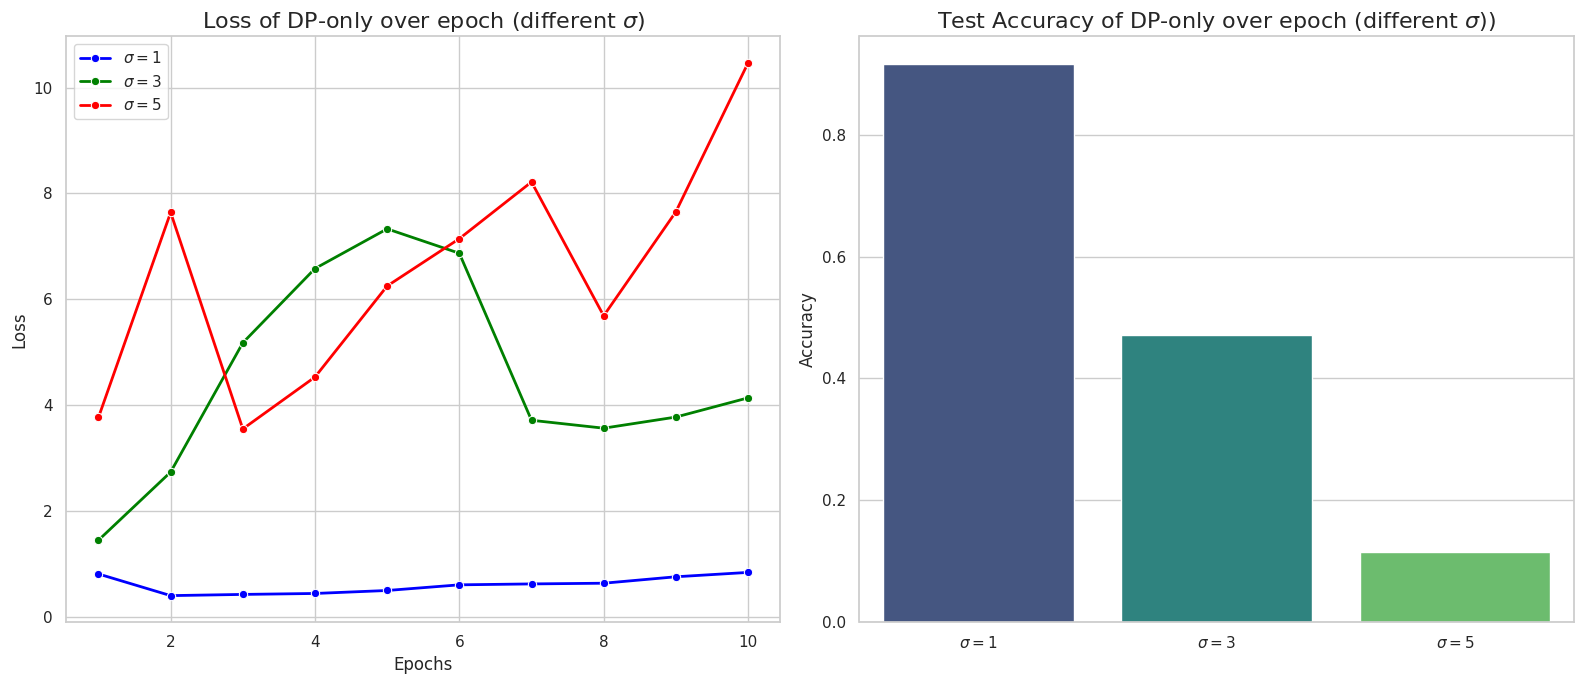 Loss of DP-only over epoch (different σ)
σ = 1
σ = 3
σ = 5
10
8
6
4
2
0
Loss
2 4 6 8 10
Epochs
Test Accuracy of DP-only over epoch (different σ))
0.8
0.6
0.4
0.2
0.0
Accuracy
σ = 1 σ = 3 σ = 5